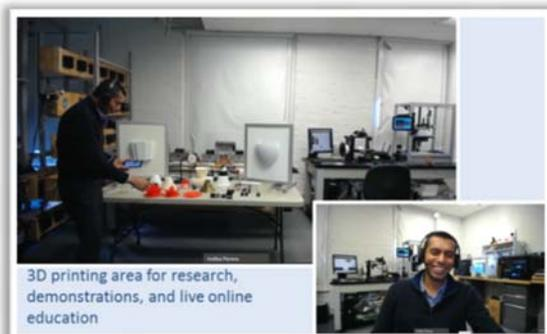 3D printing area for research,
demonstrations, and live online
education